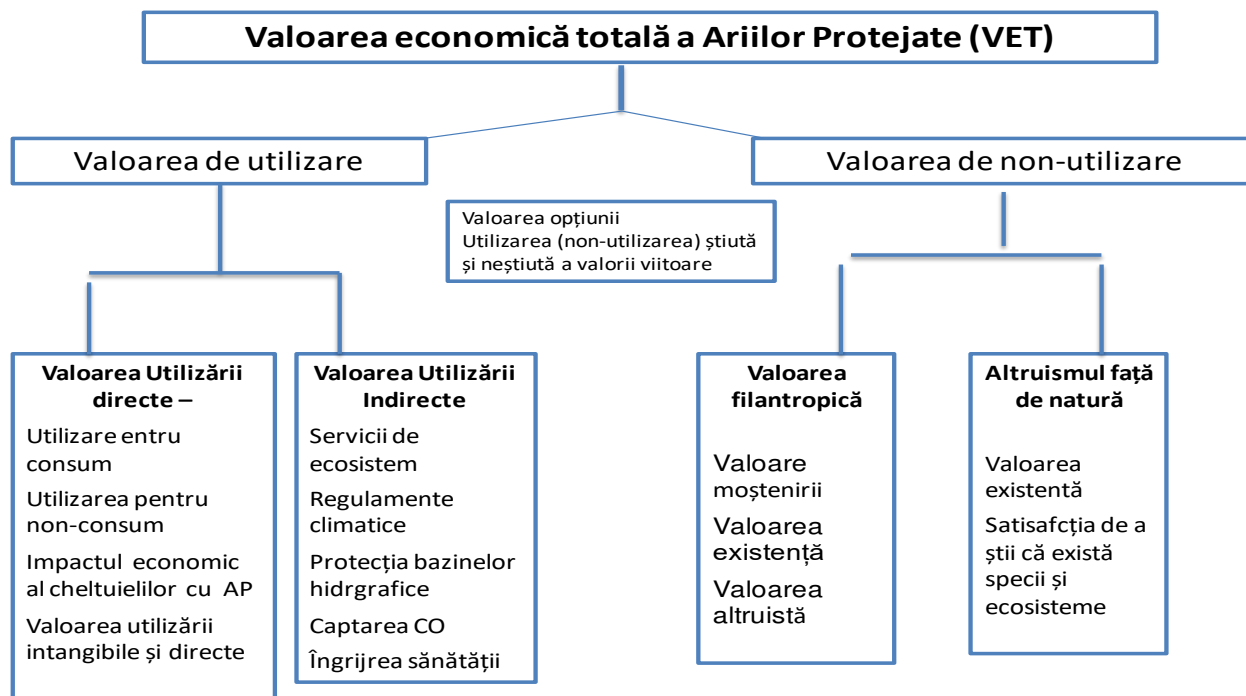 Valoarea economică totală a Ariilor Protejate (VET)
Valoarea de utilizare
Valoarea de non-utilizare
Valoarea opțiunii
Utilizarea (non-utilizarea) știută
și neștiută a valorii viitoare
Valoarea Utilizării
directe –
Utilizare entru
consum
Utilizarea pentru
non-consum
Impactul economic
al cheltuielilor cu AP
Valoarea utilizării
intangibile și directe
Valoarea Utilizării
Indirecte
Servicii de
ecosistem
Regulamente
climatice
Protecția bazinelor
hidrgrafice
Captarea CO
Îngrijrea sănătății
Valoarea
filantropică
Valoare
moștenirii
Valoarea
existență
Valoarea
altruistă
Altruismul față
de natură
Valoarea
existentă
Satisafcția de a
știi că există
specii și
ecosisteme